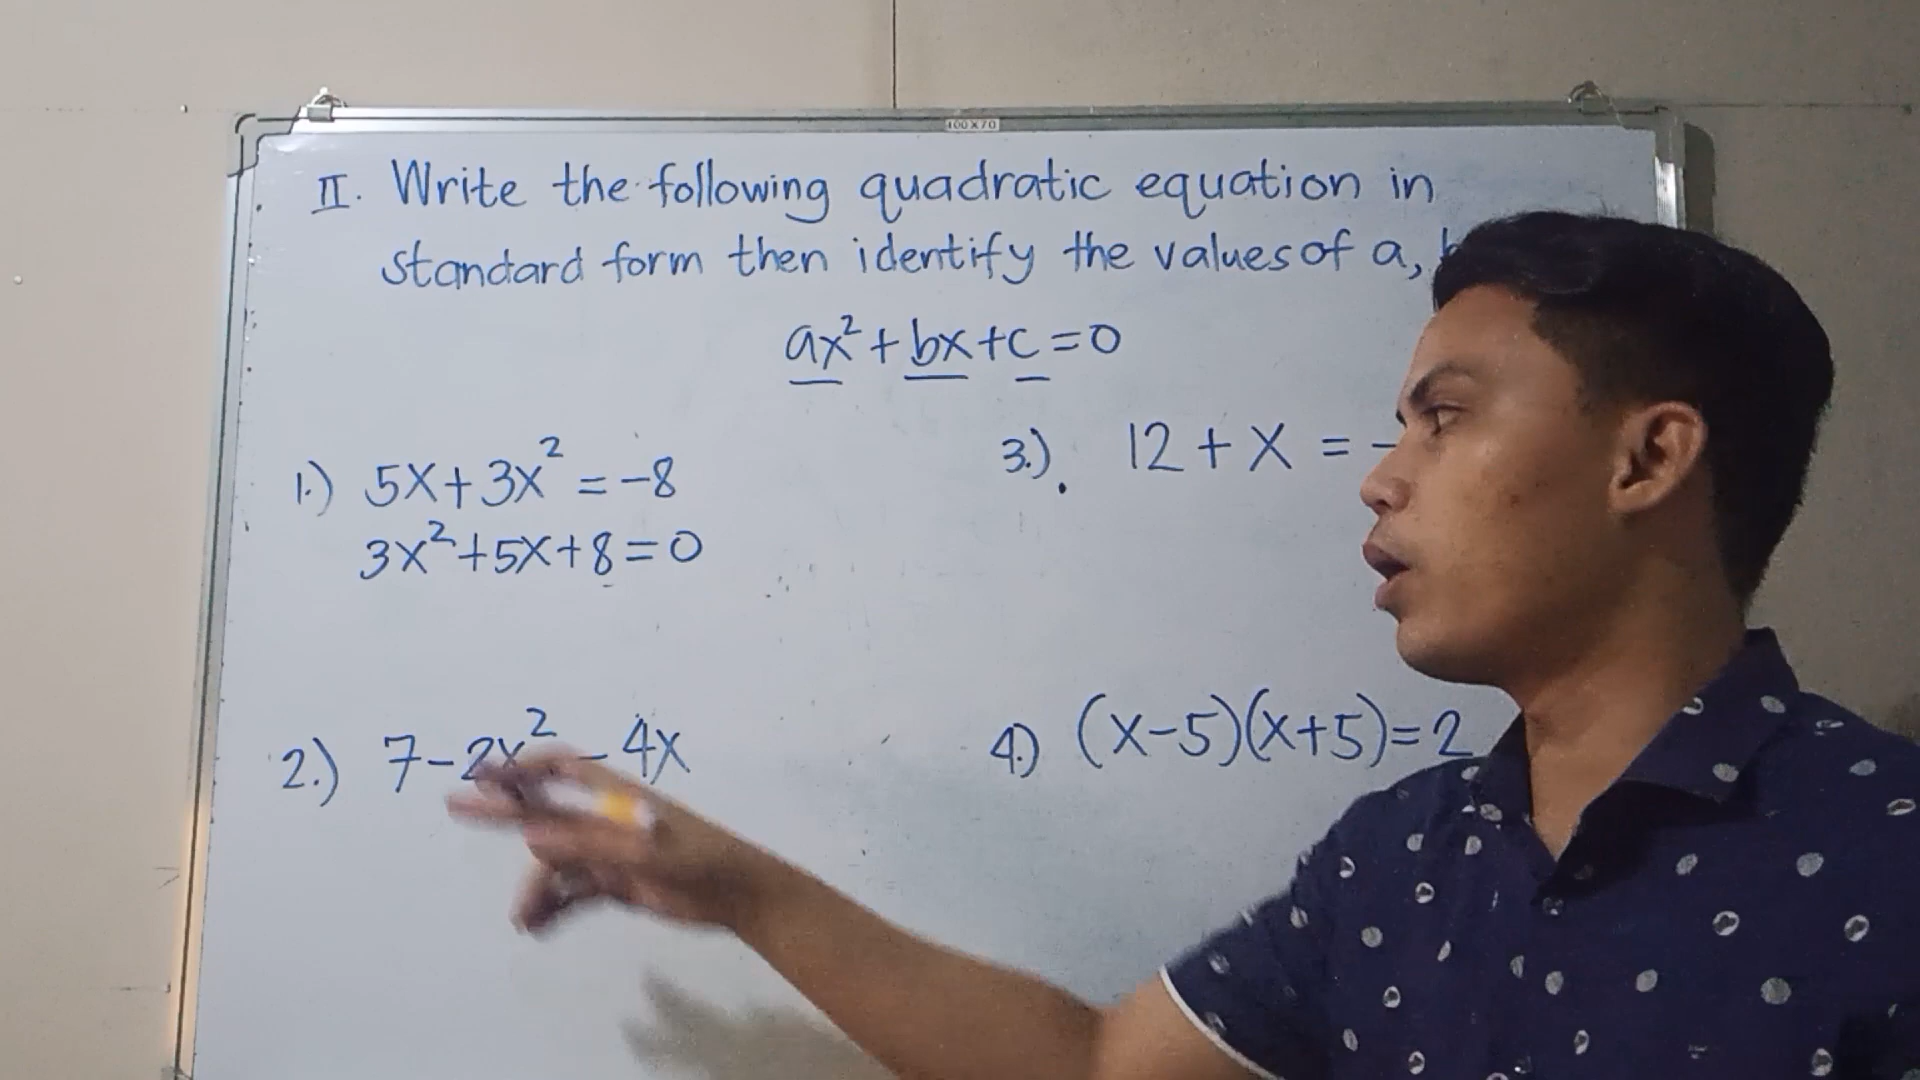 100X70
II. Write the following quadratic equation in
standard form then identify the values of a,
ax²+bx+c=0
1.) 5x+3x²=-8
3x²+5x+8=0
2.) 7-2x² - 4x
3.) 12+x=-
4.) (x-5)(x+5)=2